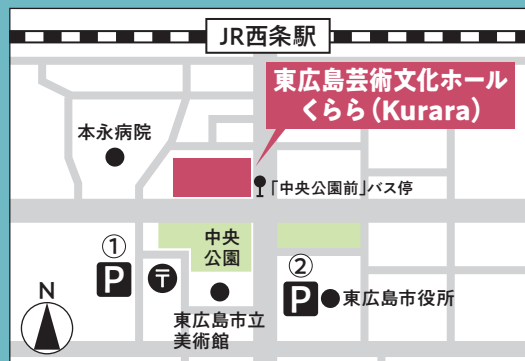 JR西条駅
東広島芸術文化ホール
くらら(Kurara)
本永病院
「中央公園前」バス停
中央
公園
①
P
〒
②
P
東広島市役所
東広島市立
美術館
N